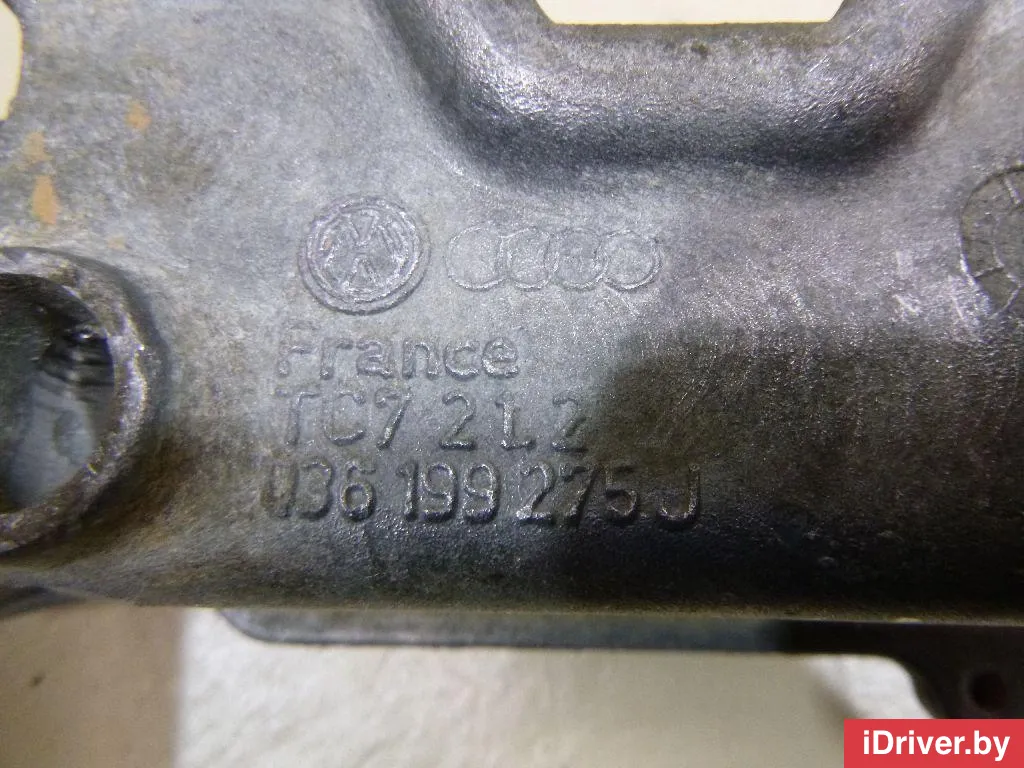 France
TC7 2 L 2
036 199 275 J
iDriver.by